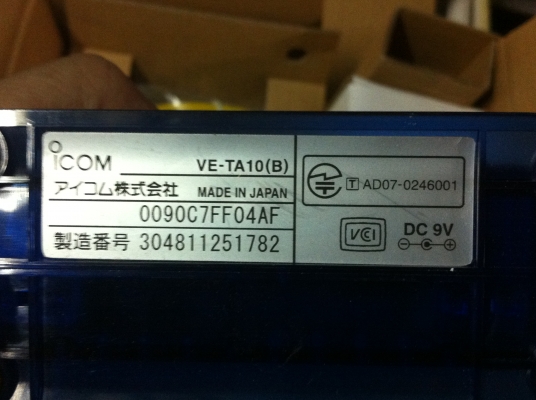 ICOM VE-TA10(B)
アイコム株式会社 MADE IN JAPAN
0090C7FF04AF
製造番号 304811251782
T AD07-0246001
VCI DC 9V